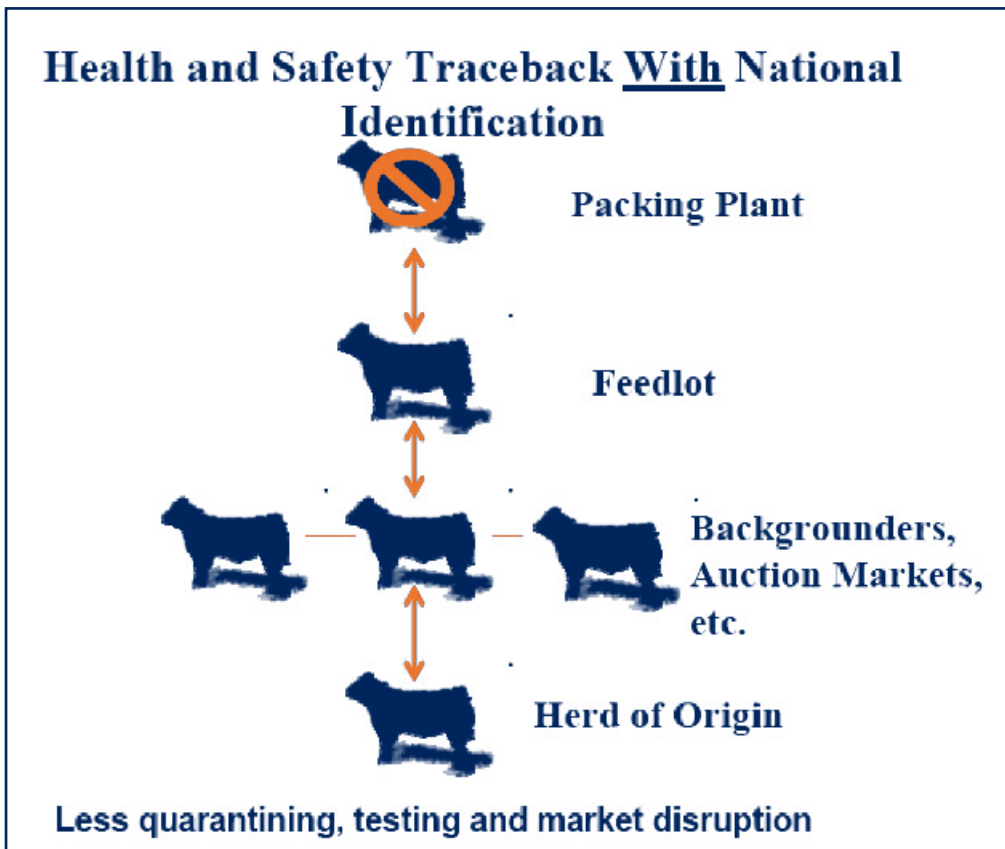 Health and Safety Traceback With National
Identification
Packing Plant
Feedlot
Backgrounders,
Auction Markets,
etc.
Herd of Origin
Less quarantining, testing and market disruption